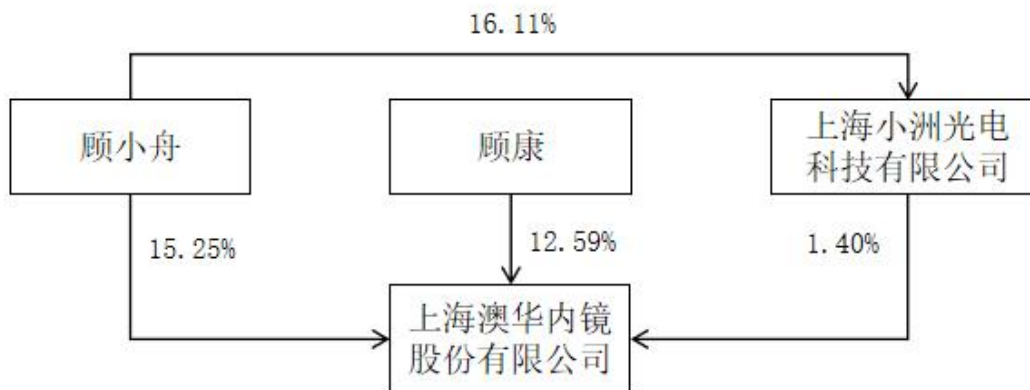 16.11%
顾小舟
顾康
上海小洲光电
科技有限公司
15.25%
12.59%
1.40%
上海澳华内镜
股份有限公司